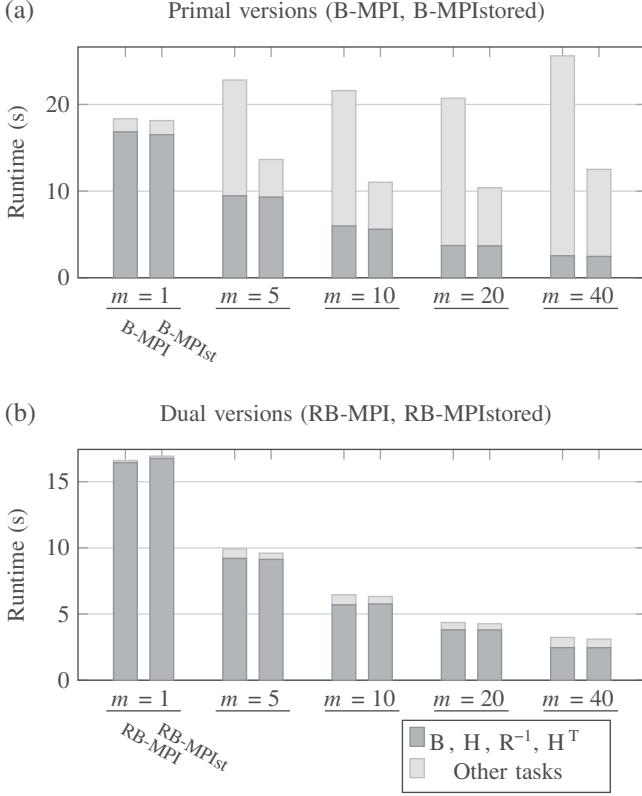 (a) Primal versions (B-MPI, B-MPIstored)
Runtime (s)
20
10
0
m = 1 m = 5 m = 10 m = 20 m = 40
B-MPI
B-MPIst
(b) Dual versions (RB-MPI, RB-MPIstored)
Runtime (s)
15
10
5
0
m = 1 m = 5 m = 10 m = 20 m = 40
RB-MPI
RB-MPIst
B, H, R⁻¹, Hᵀ
Other tasks